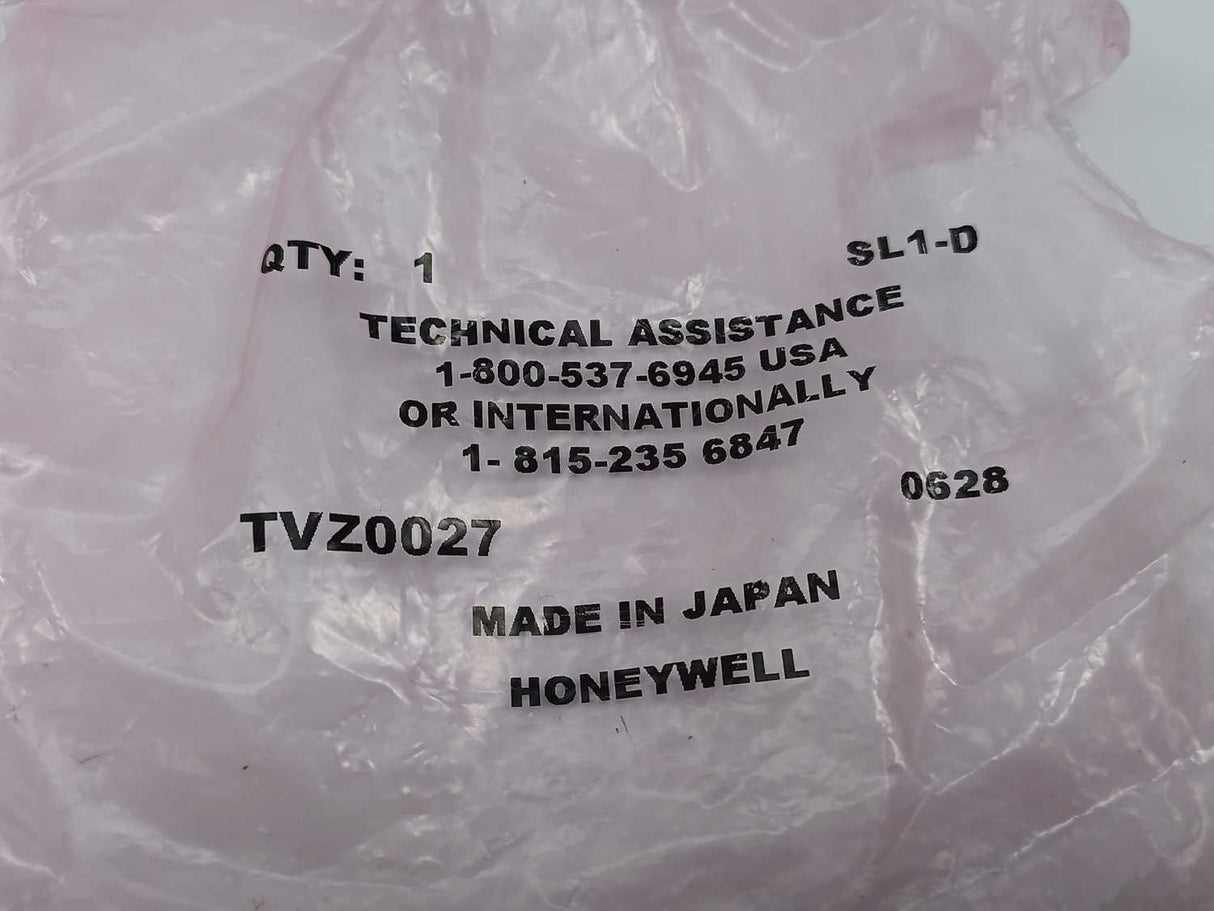 QTY: 1 SL1-D
TECHNICAL ASSISTANCE
1-800-537-6945 USA
OR INTERNATIONALLY
1- 815-235 6847
0628
TVZ0027
MADE IN JAPAN
HONEYWELL